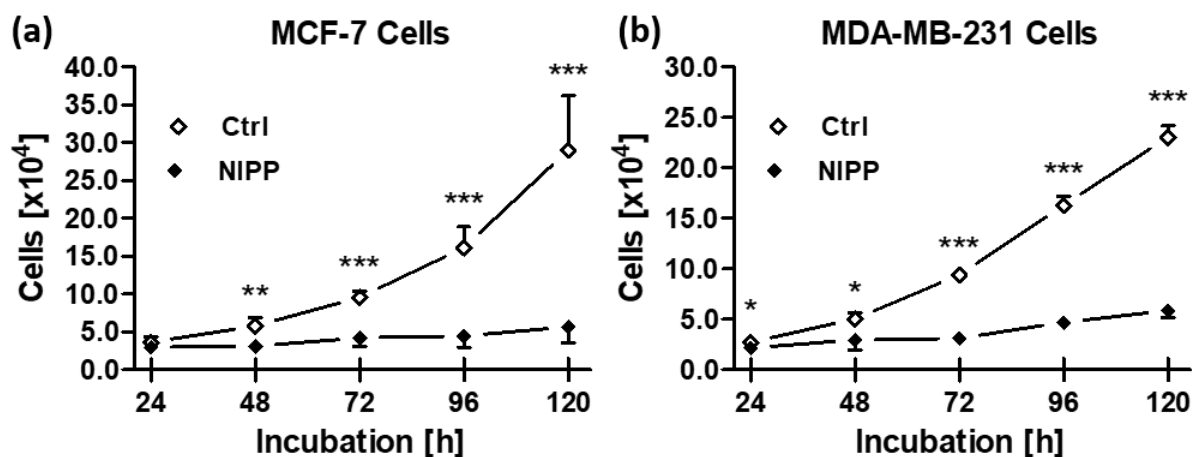 (a) MCF-7 Cells
40.0
35.0
30.0
25.0
20.0
15.0
10.0
5.0
0.0
Cells [x10⁴]
Ctrl
NIPP
**
***
***
***
24 48 72 96 120
Incubation [h]
(b) MDA-MB-231 Cells
30.0
25.0
20.0
15.0
10.0
5.0
0.0
Cells [x10⁴]
Ctrl
NIPP
*
*
***
***
***
24 48 72 96 120
Incubation [h]